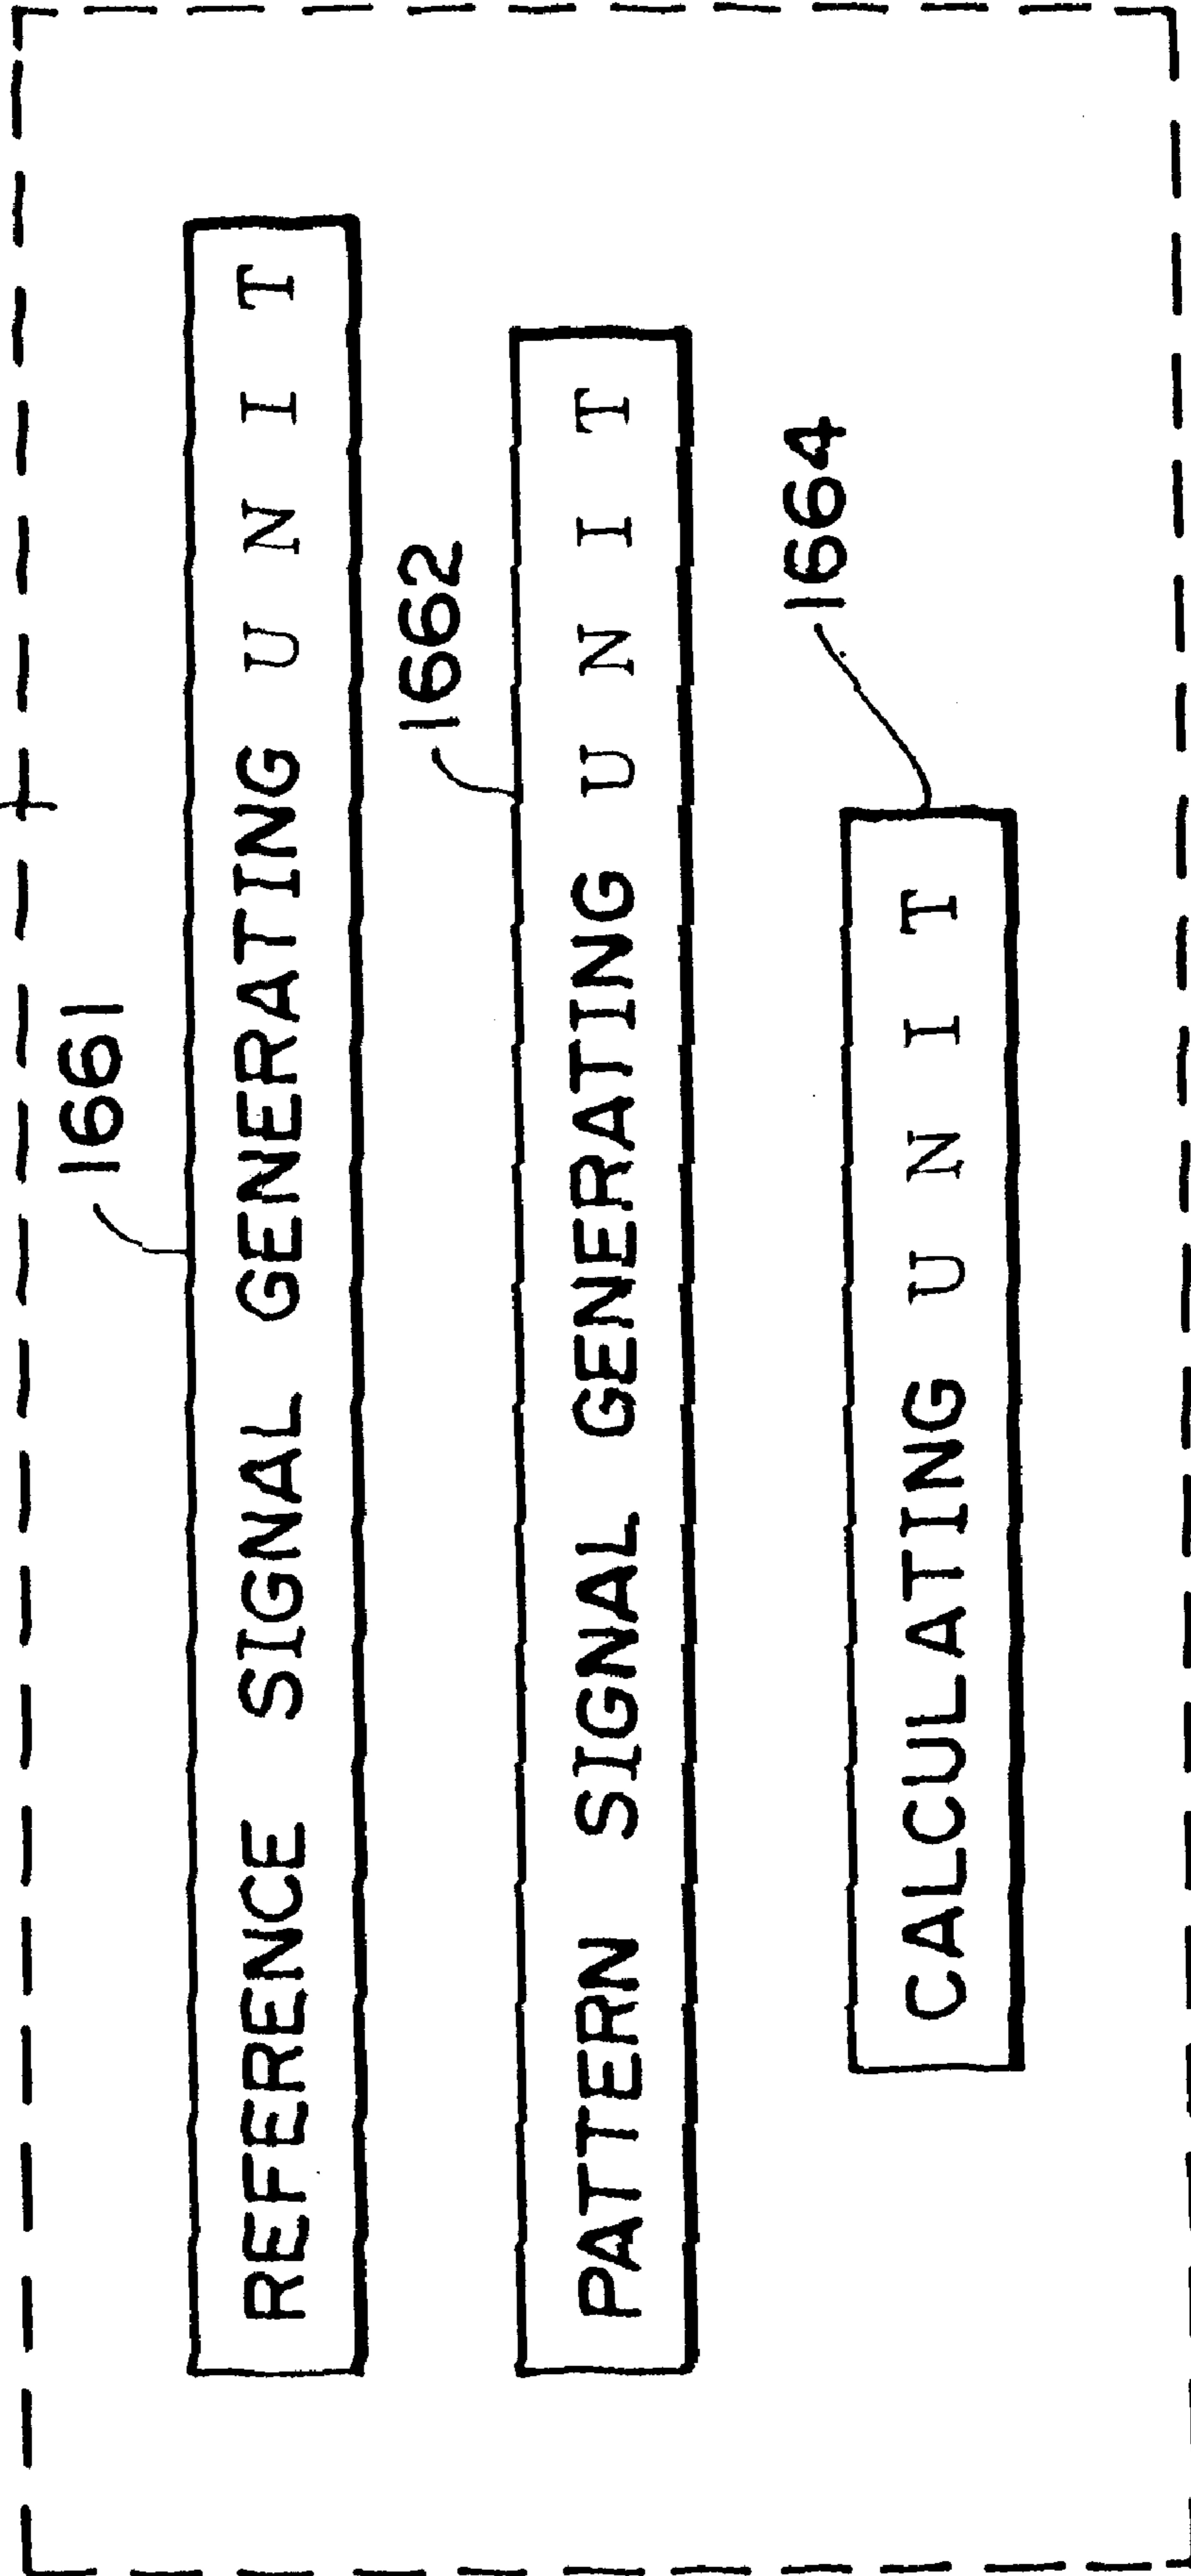 1661
REFERENCE SIGNAL GENERATING UNIT
1662
PATTERN SIGNAL GENERATING UNIT
1664
CALCULATING UNIT